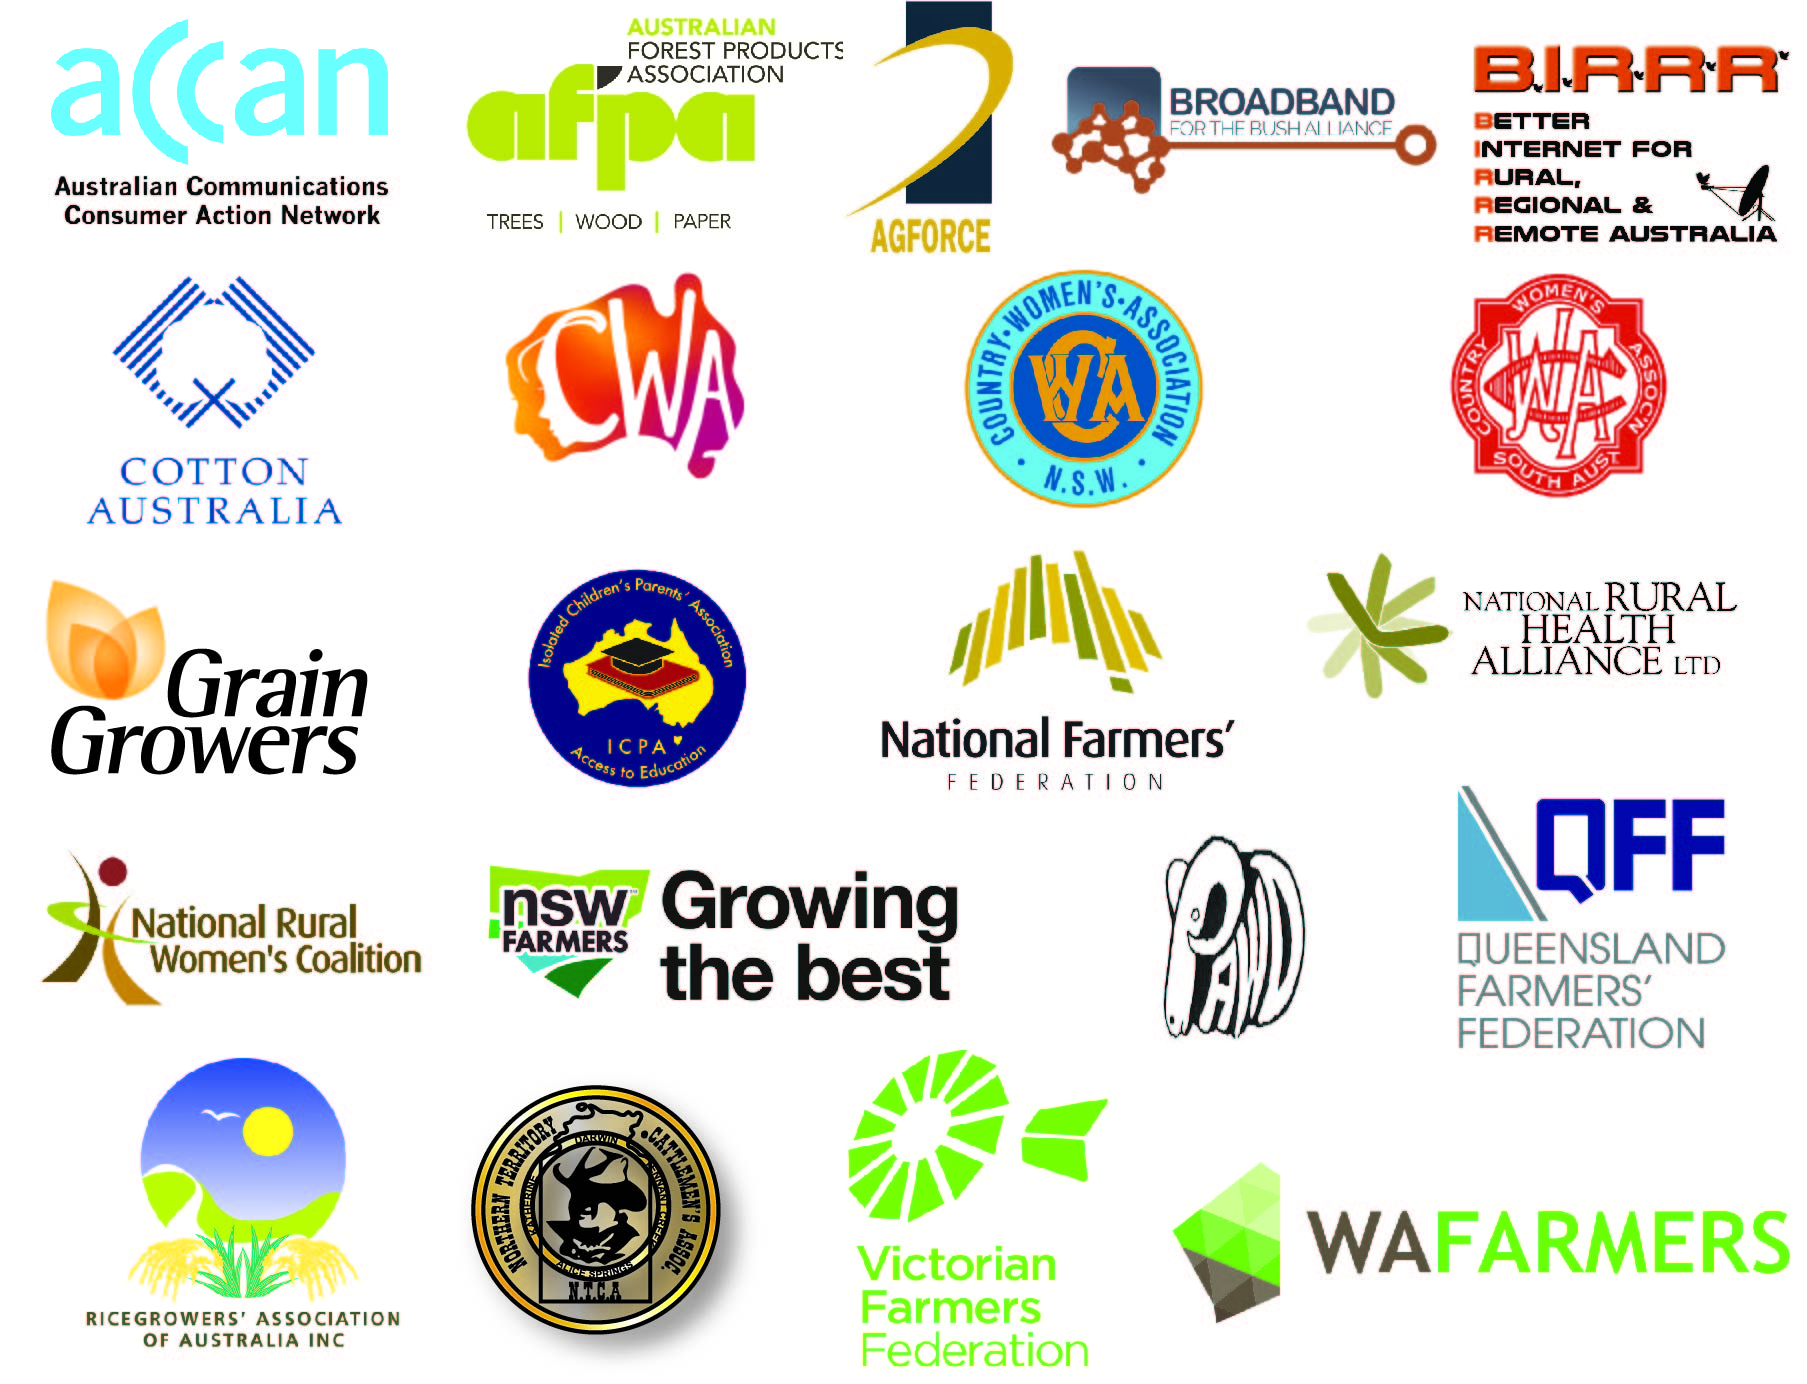 accan
Australian Communications
Consumer Action Network
AUSTRALIAN
FOREST PRODUCTS
ASSOCIATION
afpa
TREES | WOOD | PAPER
AGFORCE
BROADBAND
FOR THE BUSH ALLIANCE
B.I.R.R.R
BETTER
INTERNET FOR
RURAL,
REGIONAL &
REMOTE AUSTRALIA
COTTON
AUSTRALIA
CWA
COUNTRY·WOMEN'S·ASSOCIATION
CWA
· N.S.W. ·
WOMEN'S
COUNTRY
ASSOC'N
CWA
SOUTH AUST
Grain
Growers
Isolated Children's Parents' Association
ICPA
Access to Education
National Farmers'
FEDERATION
NATIONAL RURAL
HEALTH
ALLIANCE LTD
National Rural
Women's Coalition
nsw
FARMERS
Growing
the best
PAWD
QFF
QUEENSLAND
FARMERS'
FEDERATION
RICEGROWERS' ASSOCIATION
OF AUSTRALIA INC
NORTHERN TERRITORY
CATTLEMEN'S ASSOC.
DARWIN
KATHERINE
TENNANT CREEK
ALICE SPRINGS
N.T.C.A
Victorian
Farmers
Federation
WAFARMERS